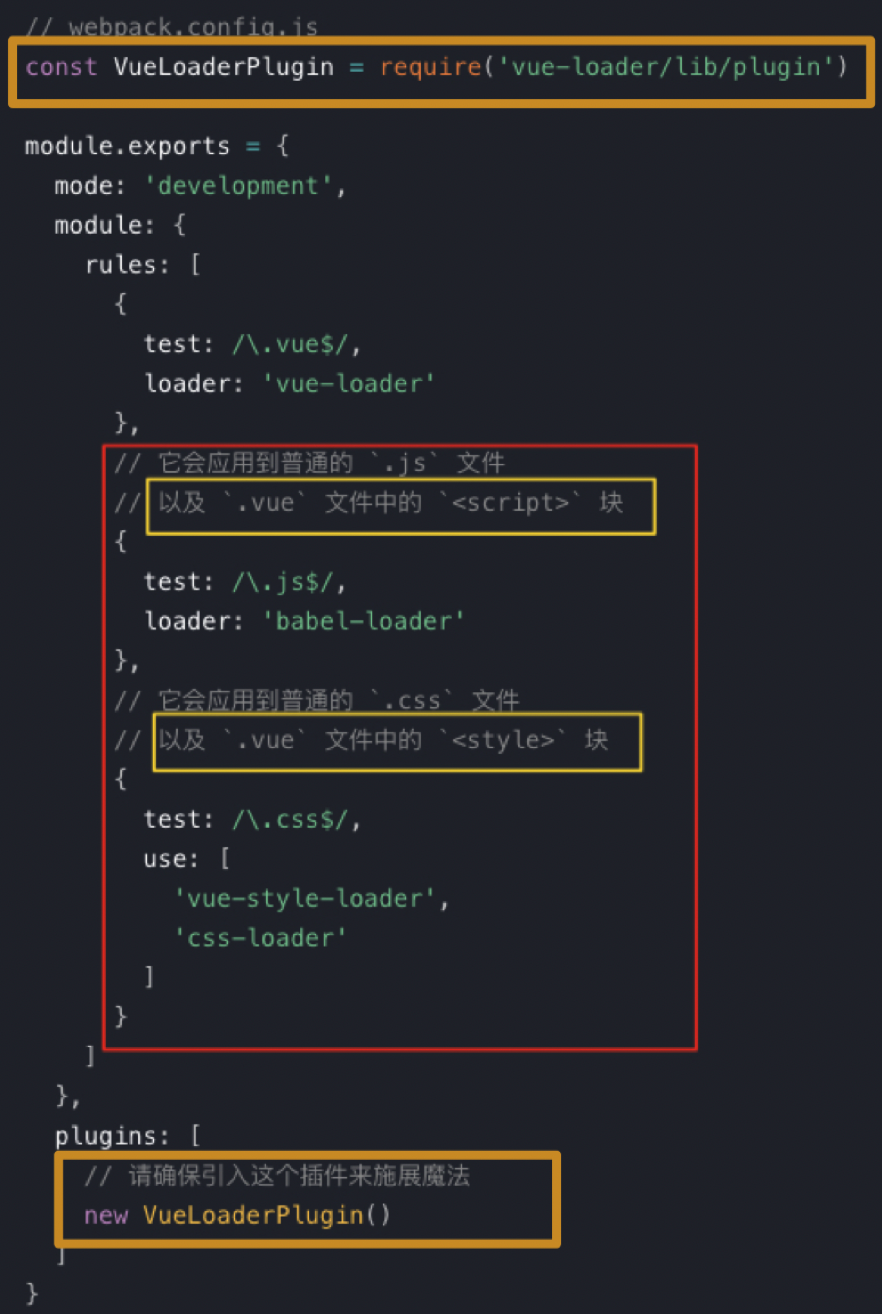 // webpack.config.js
const VueLoaderPlugin = require('vue-loader/lib/plugin')
module.exports = {
mode: 'development',
module: {
rules: [
{
test: /\.vue$/,
loader: 'vue-loader'
},
// 它会应用到普通的 `.js` 文件
// 以及 `.vue` 文件中的 `<script>` 块
{
test: /\.js$/,
loader: 'babel-loader'
},
// 它会应用到普通的 `.css` 文件
// 以及 `.vue` 文件中的 `<style>` 块
{
test: /\.css$/,
use: [
'vue-style-loader',
'css-loader'
]
}
]
},
plugins: [
// 请确保引入这个插件来施展魔法
new VueLoaderPlugin()
]
}